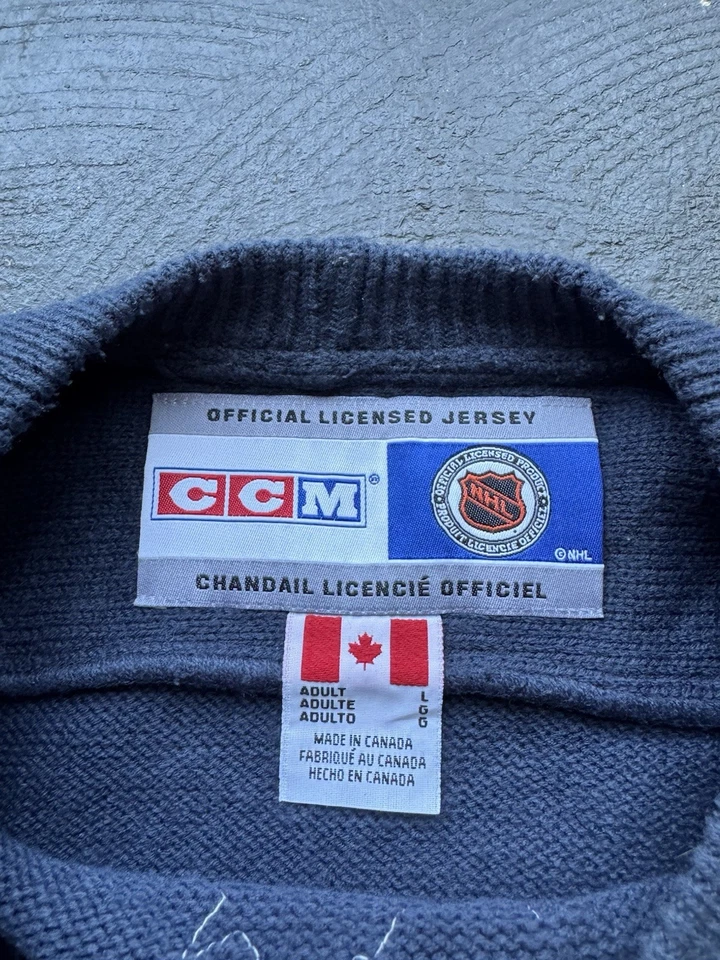 OFFICIAL LICENSED JERSEY
CCM®
OFFICIAL LICENSED PRODUCT
NHL
PRODUIT LICENCIE OFFICIEL
© NHL
CHANDAIL LICENCIÉ OFFICIEL
ADULT L
ADULTE G
ADULTO G
MADE IN CANADA
FABRIQUÉ AU CANADA
HECHO EN CANADA